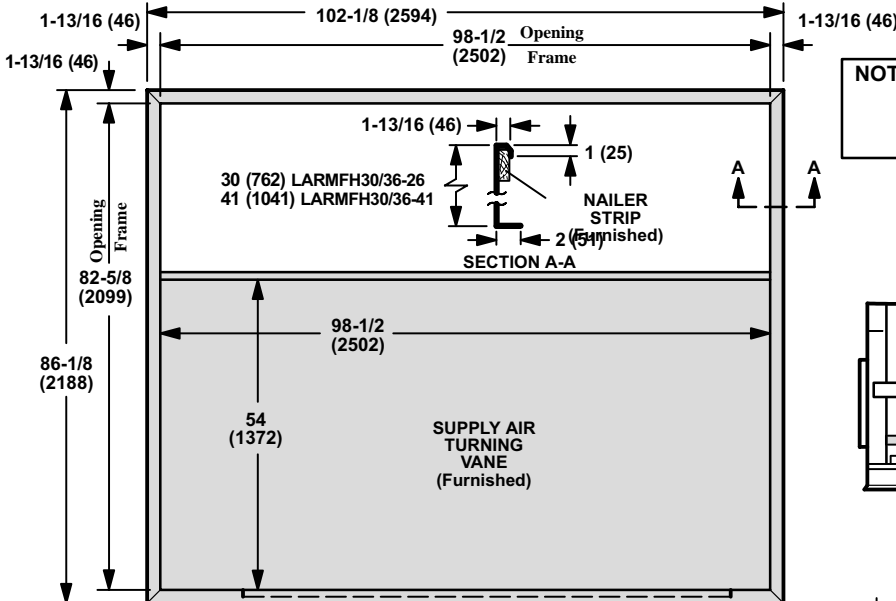 102-1/8 (2594)
1-13/16 (46)
1-13/16 (46)
98-1/2
(2502)
Opening
Frame
1-13/16 (46)
NOT
1-13/16 (46)
1 (25)
30 (762) LARMFH30/36-26
41 (1041) LARMFH30/36-41
A
A
NAILER
STRIP
(Furnished)
2 (51)
SECTION A-A
Opening
Frame
82-5/8
(2099)
98-1/2
(2502)
86-1/8
(2188)
54
(1372)
SUPPLY AIR
TURNING
VANE
(Furnished)